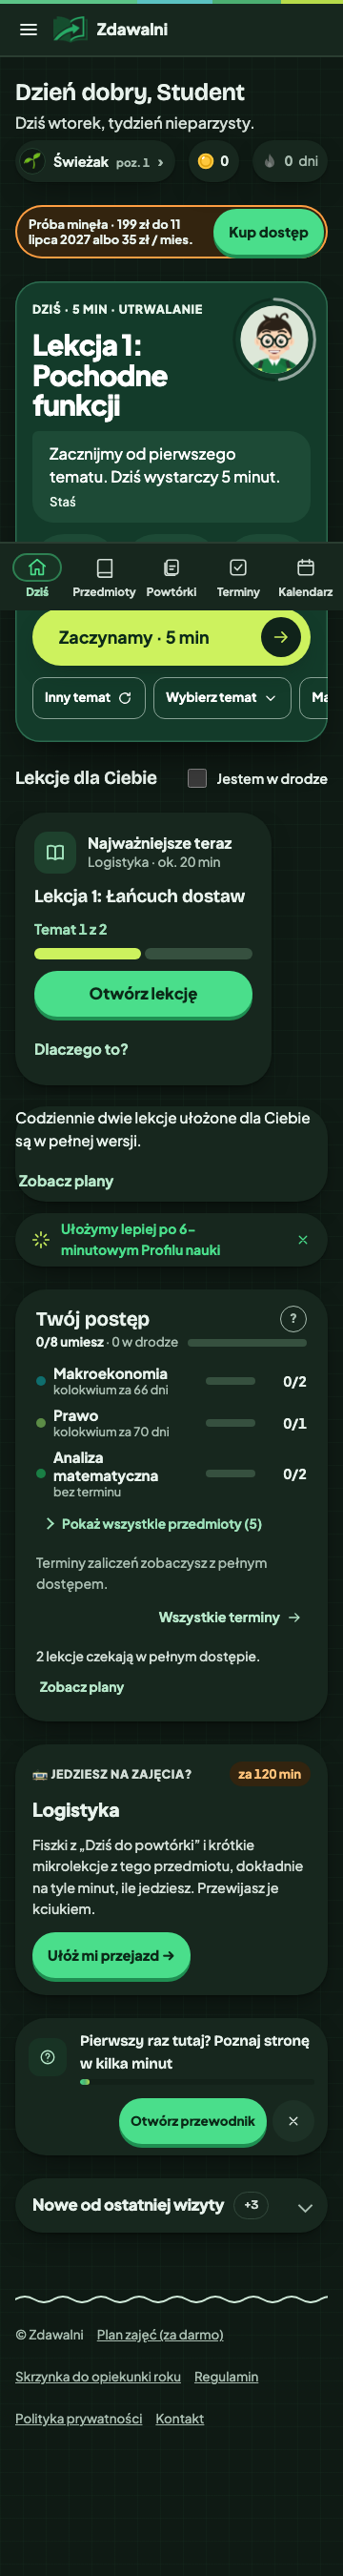 Zdawalni
Dzień dobry, Student
Dziś wtorek, tydzień nieparzysty.
Świeżak poz. 1 ›
0
0 dni
Próba minęła · 199 zł do 11
lipca 2027 albo 35 zł / mies.
Kup dostęp
DZIŚ · 5 MIN · UTRWALANIE
Lekcja 1:
Pochodne
funkcji
Zacznijmy od pierwszego
tematu. Dziś wystarczy 5 minut.
Staś
Dziś
Przedmioty
Powtórki
Terminy
Kalendarz
Zaczynamy · 5 min
Inny temat
Wybierz temat
Ma
Lekcje dla Ciebie
Jestem w drodze
Najważniejsze teraz
Logistyka · ok. 20 min
Lekcja 1: Łańcuch dostaw
Temat 1 z 2
Otwórz lekcję
Dlaczego to?
Codziennie dwie lekcje ułożone dla Ciebie
są w pełnej wersji.
Zobacz plany
Ułożymy lepiej po 6-
minutowym Profilu nauki
Twój postęp
?
0/8 umiesz · 0 w drodze
Makroekonomia
kolokwium za 66 dni
0/2
Prawo
kolokwium za 70 dni
0/1
Analiza
matematyczna
bez terminu
0/2
Pokaż wszystkie przedmioty (5)
Terminy zaliczeń zobaczysz z pełnym
dostępem.
Wszystkie terminy →
2 lekcje czekają w pełnym dostępie.
Zobacz plany
JEDZIESZ NA ZAJĘCIA?
za 120 min
Logistyka
Fiszki z „Dziś do powtórki” i krótkie
mikrolekcje z tego przedmiotu, dokładnie
na tyle minut, ile jedziesz. Przewijasz je
kciukiem.
Ułóż mi przejazd →
Pierwszy raz tutaj? Poznaj stronę
w kilka minut
Otwórz przewodnik
Nowe od ostatniej wizyty
+3
© Zdawalni Plan zajęć (za darmo)
Skrzynka do opiekunki roku Regulamin
Polityka prywatności Kontakt